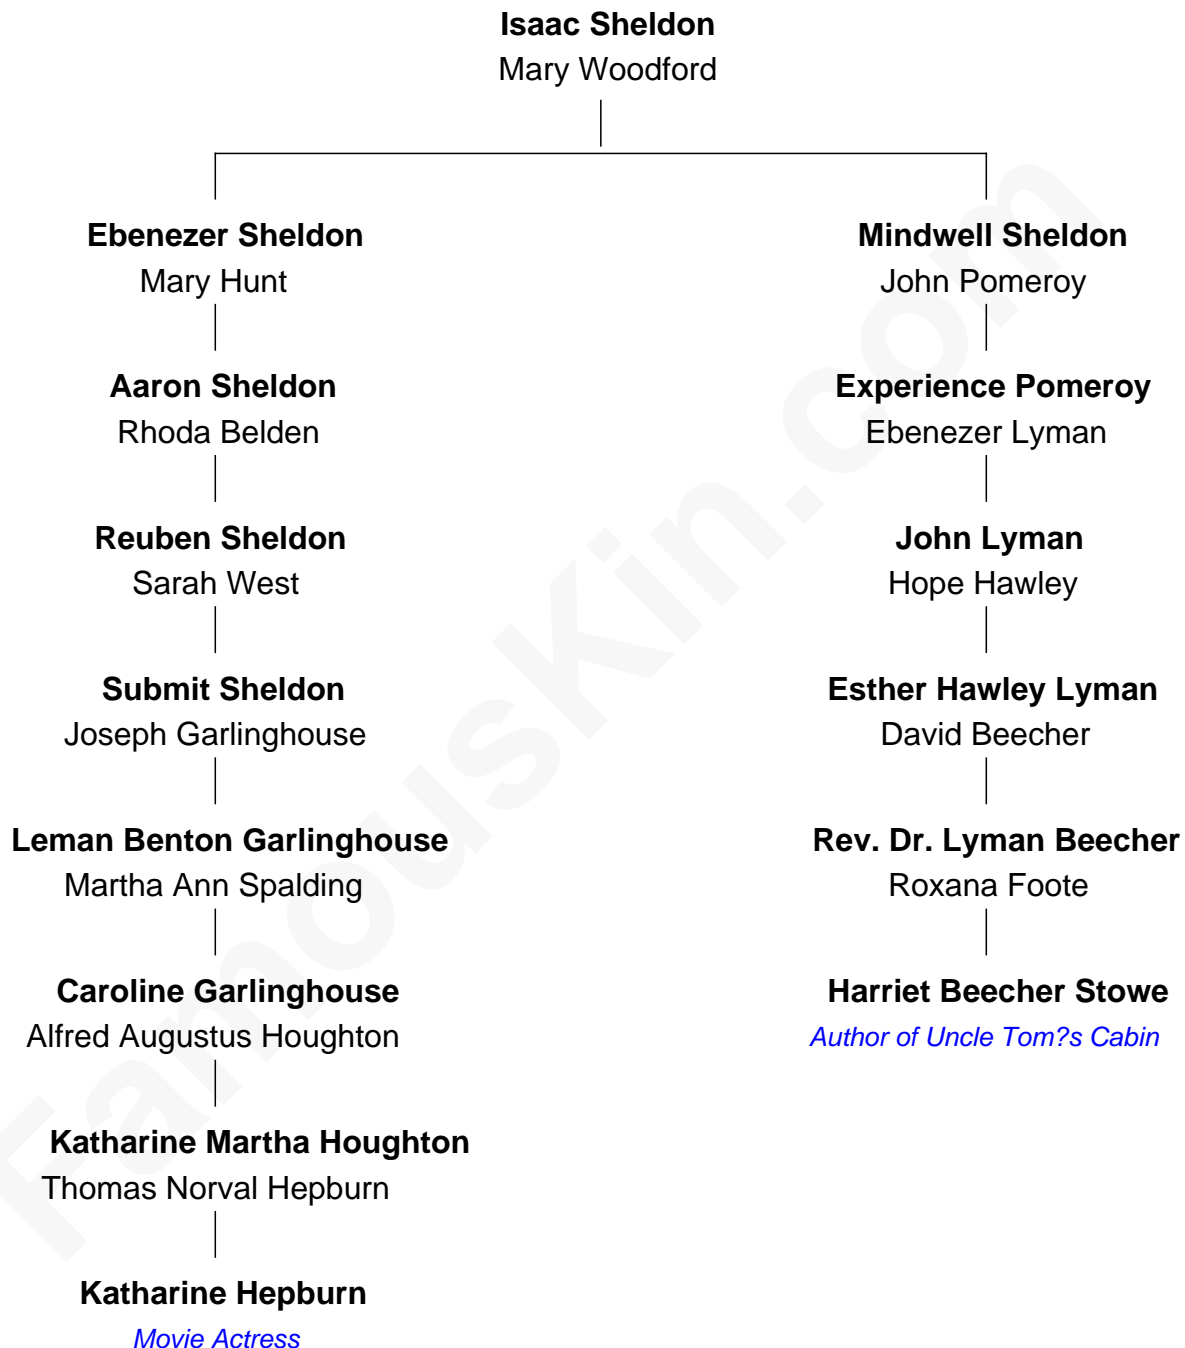 Isaac Sheldon
Mary Woodford
Ebenezer Sheldon
Mary Hunt
Mindwell Sheldon
John Pomeroy
Aaron Sheldon
Rhoda Belden
Experience Pomeroy
Ebenezer Lyman
Reuben Sheldon
Sarah West
John Lyman
Hope Hawley
Submit Sheldon
Joseph Garlinghouse
Esther Hawley Lyman
David Beecher
Leman Benton Garlinghouse
Martha Ann Spalding
Rev. Dr. Lyman Beecher
Roxana Foote
Caroline Garlinghouse
Alfred Augustus Houghton
Harriet Beecher Stowe
Author of Uncle Tom?s Cabin
Katharine Martha Houghton
Thomas Norval Hepburn
Katharine Hepburn
Movie Actress
FamousKin.com